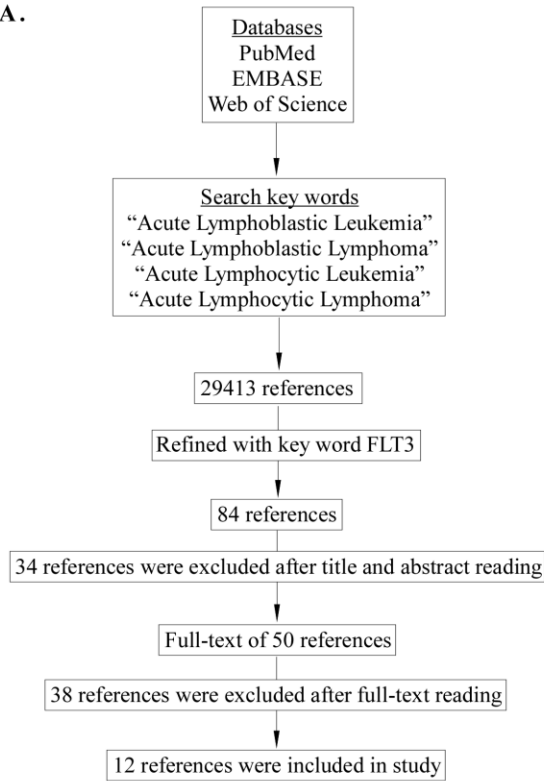 A.
Databases
PubMed
EMBASE
Web of Science
Search key words
“Acute Lymphoblastic Leukemia”
“Acute Lymphoblastic Lymphoma”
“Acute Lymphocytic Leukemia”
“Acute Lymphocytic Lymphoma”
29413 references
Refined with key word FLT3
84 references
34 references were excluded after title and abstract reading
Full-text of 50 references
38 references were excluded after full-text reading
12 references were included in study